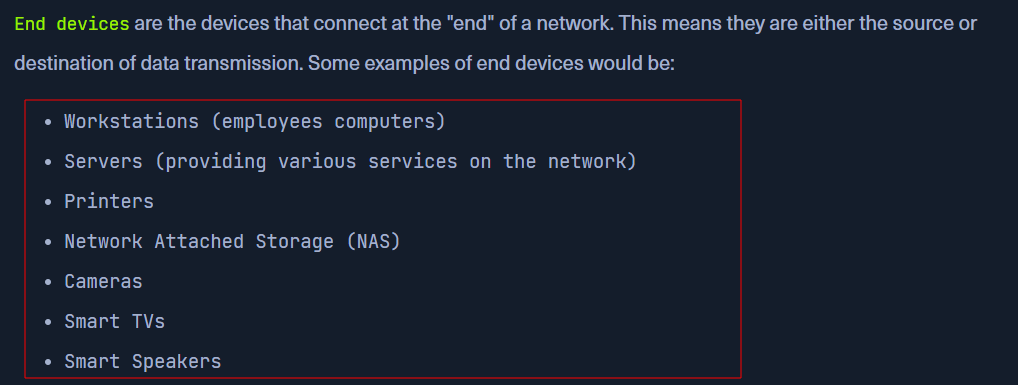 End devices are the devices that connect at the "end" of a network. This means they are either the source or
destination of data transmission. Some examples of end devices would be:
• Workstations (employees computers)
• Servers (providing various services on the network)
• Printers
• Network Attached Storage (NAS)
• Cameras
• Smart TVs
• Smart Speakers